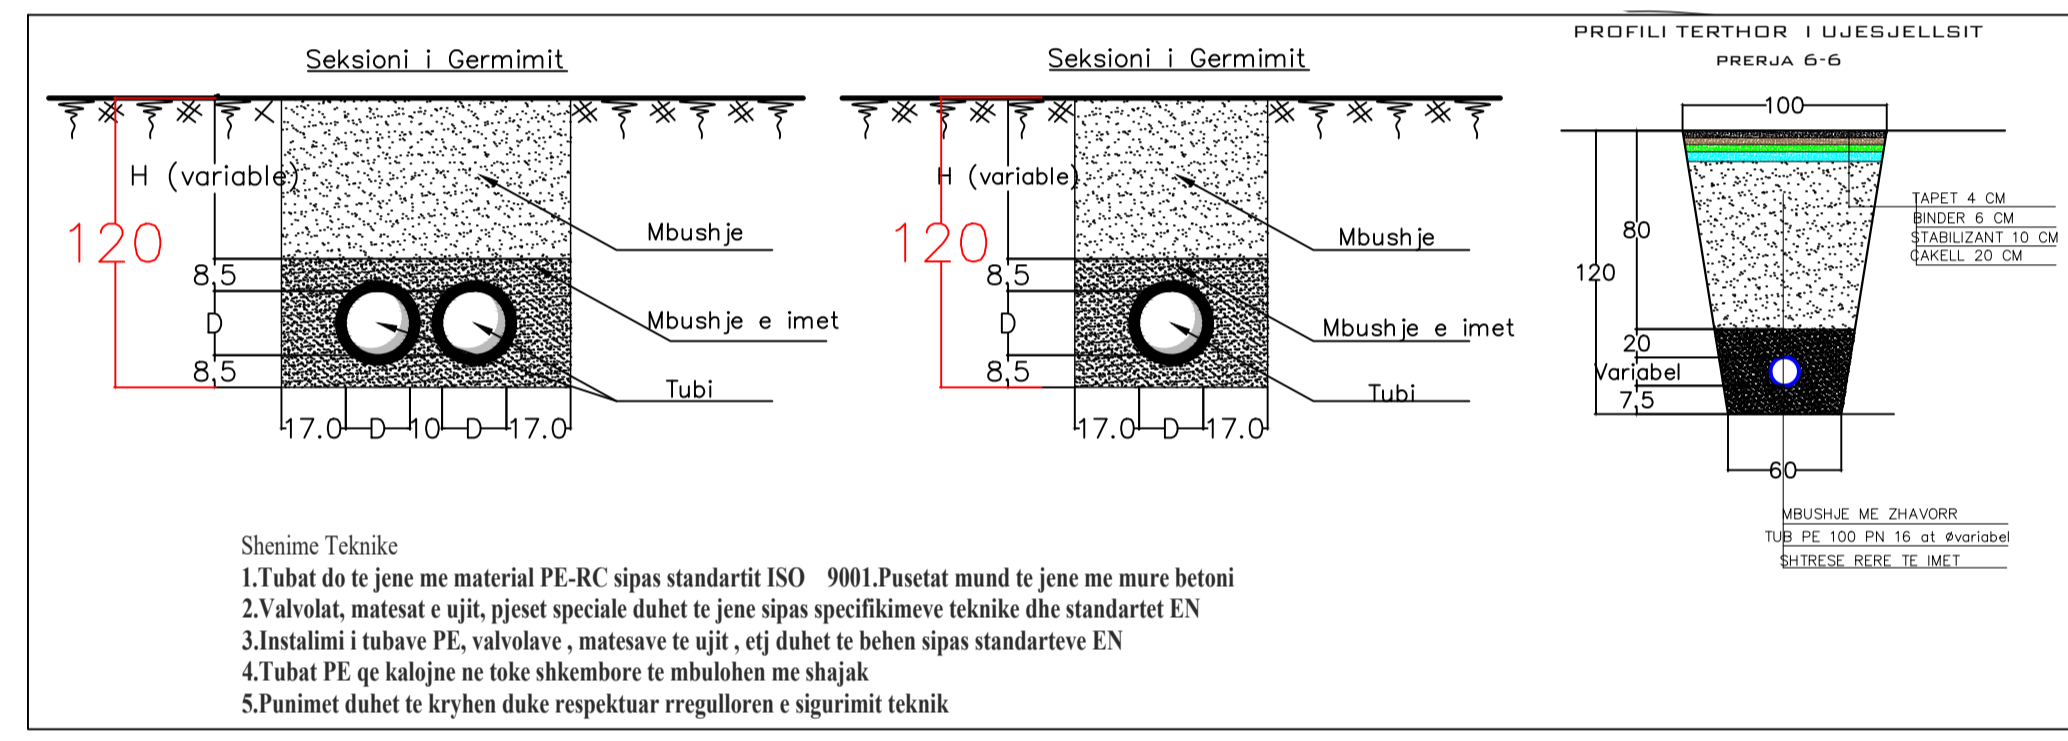 Seksioni i Germimit
H (variable)
120
8,5
D
8,5
17.0
D
10
D
17.0
Mbushje
Mbushje e imet
Tubi
Seksioni i Germimit
H (variable)
120
8,5
D
8,5
17.0
D
17.0
Mbushje
Mbushje e imet
Tubi
PROFILI TERTHOR I UJESJELLSIT
PRERJA 6-6
100
80
120
20
Variabel
7,5
60
TAPET 4 CM
BINDER 6 CM
STABILIZANT 10 CM
CAKELL 20 CM
MBUSHJE ME ZHAVORR
TUB PE 100 PN 16 at Øvariabel
SHTRESE RERE TE IMET
Shenime Teknike
1.Tubat do te jene me material PE-RC sipas standartit ISO 9001.Pusetat mund te jene me mure betoni
2.Valvolat, matesat e ujit, pjeset speciale duhet te jene sipas specifikimeve teknike dhe standartet EN
3.Instalimi i tubave PE, valvolave , matesave te ujit , etj duhet te behen sipas standarteve EN
4.Tubat PE qe kalojne ne toke shkembore te mbulohen me shajak
5.Punimet duhet te kryhen duke respektuar rregulloren e sigurimit teknik